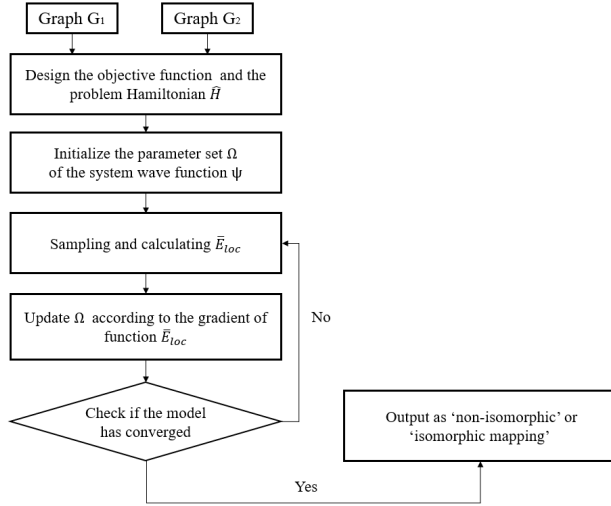 Graph G₁
Graph G₂
Design the objective function and the
problem Hamiltonian Ĥ
Initialize the parameter set Ω
of the system wave function ψ
Sampling and calculating Ē_loc
Update Ω according to the gradient of
function Ē_loc
No
Check if the model
has converged
Output as ‘non-isomorphic’ or
‘isomorphic mapping’
Yes